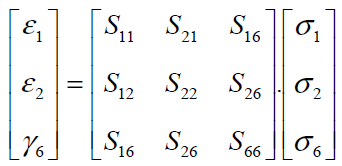 ε₁ S₁₁ S₂₁ S₁₆ σ₁
ε₂ = S₁₂ S₂₂ S₂₆ . σ₂
γ₆ S₁₆ S₂₆ S₆₆ σ₆